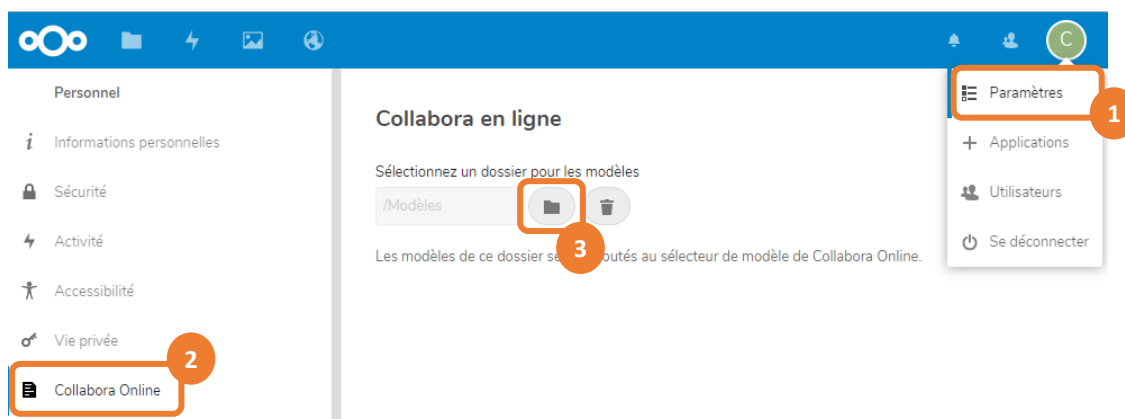 C
Personnel
Informations personnelles
Sécurité
Activité
Accessibilité
Vie privée
2
Collabora Online
Collabora en ligne
Sélectionnez un dossier pour les modèles
/Modèles
3
Les modèles de ce dossier se outés au sélecteur de modèle de Collabora Online.
Paramètres
1
Applications
Utilisateurs
Se déconnecter